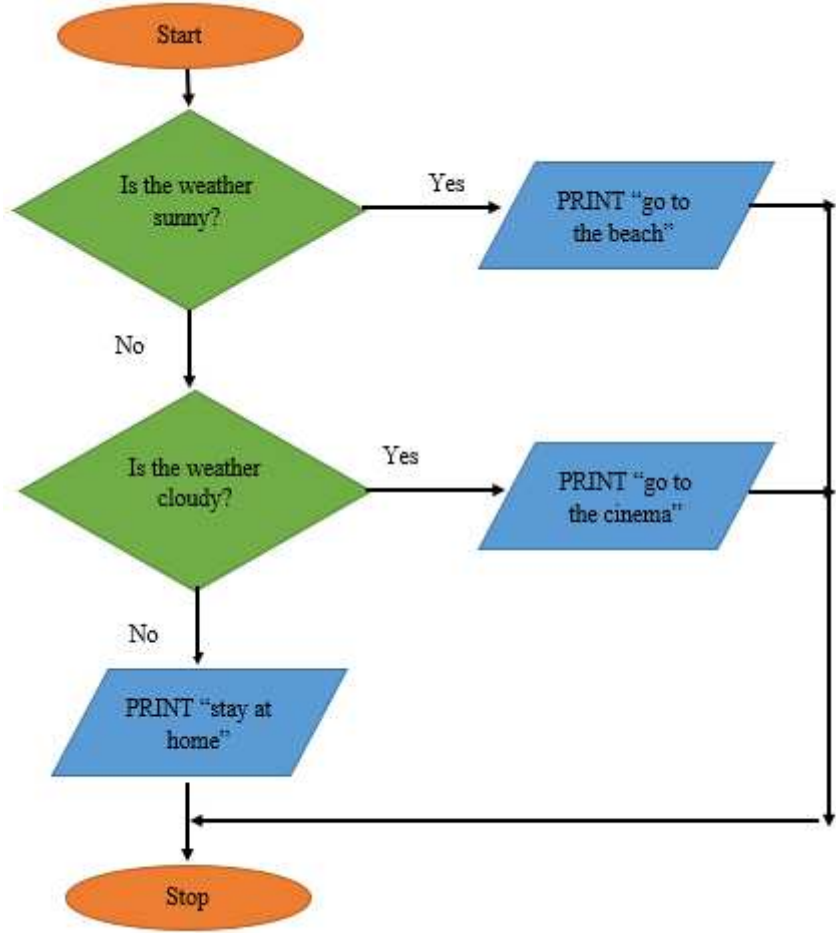 Start
Is the weather
sunny?
Yes
PRINT “go to
the beach”
No
Is the weather
cloudy?
Yes
PRINT “go to
the cinema”
No
PRINT “stay at
home”
Stop